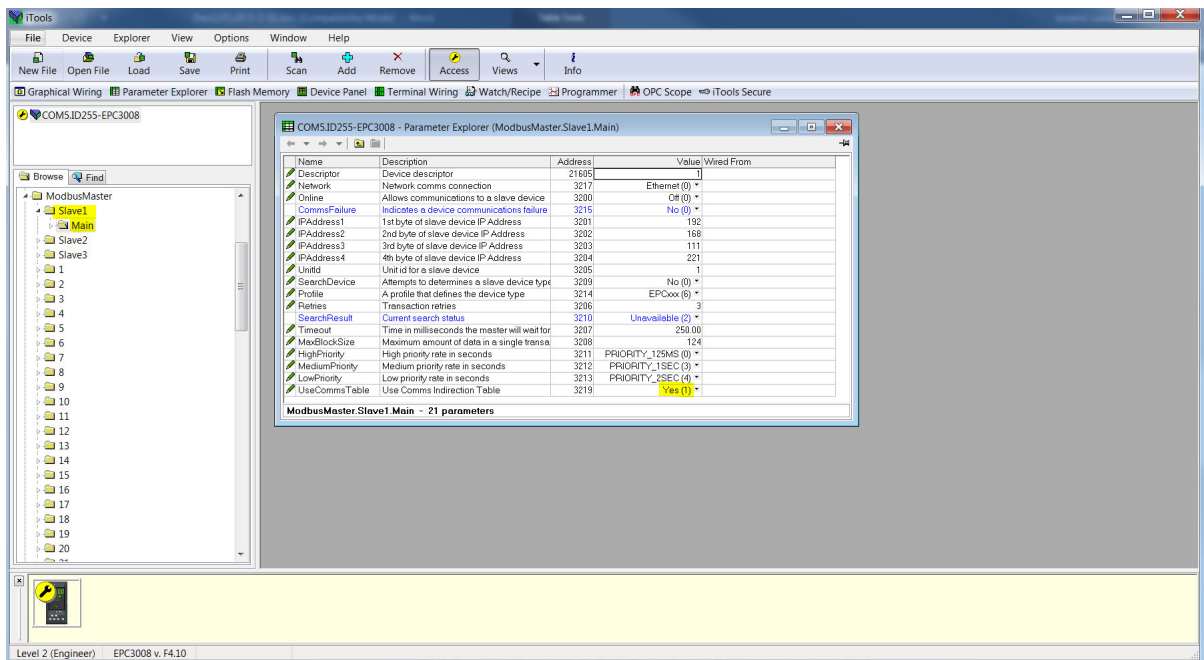 iTools
File Device Explorer View Options Window Help
New File Open File Load Save Print Scan Add Remove Access Views Info
Graphical Wiring Parameter Explorer Flash Memory Device Panel Terminal Wiring Watch/Recipe Programmer OPC Scope iTools Secure
COM5.ID255-EPC3008
Browse Find
ModbusMaster
Slave1
Main
Slave2
Slave3
1
2
3
4
5
6
7
8
9
10
11
12
13
14
15
16
17
18
19
20
COM5.ID255-EPC3008 - Parameter Explorer (ModbusMaster.Slave1.Main)
Name Description Address Value Wired From
Descriptor Device descriptor 21605 1
Network Network comms connection 3217 Ethernet (0)
Online Allows communications to a slave device 3200 Off (0)
CommsFailure Indicates a device communications failure 3215 No (0)
IPAddress1 1st byte of slave device IP Address 3201 192
IPAddress2 2nd byte of slave device IP Address 3202 168
IPAddress3 3rd byte of slave device IP Address 3203 111
IPAddress4 4th byte of slave device IP Address 3204 221
UnitId Unit id for a slave device 3205 1
SearchDevice Attempts to determines a slave device type 3209 No (0)
Profile A profile that defines the device type 3214 EPCxxx (6)
Retries Transaction retries 3206 3
SearchResult Current search status 3210 Unavailable (2)
Timeout Time in milliseconds the master will wait for 3207 250.00
MaxBlockSize Maximum amount of data in a single transa 3208 124
HighPriority High priority rate in seconds 3211 PRIORITY_125MS (0)
MediumPriority Medium priority rate in seconds 3212 PRIORITY_1SEC (3)
LowPriority Low priority rate in seconds 3213 PRIORITY_2SEC (4)
UseCommsTable Use Comms Indirection Table 3219 Yes (1)
ModbusMaster.Slave1.Main - 21 parameters
Level 2 (Engineer) EPC3008 v. F4.10